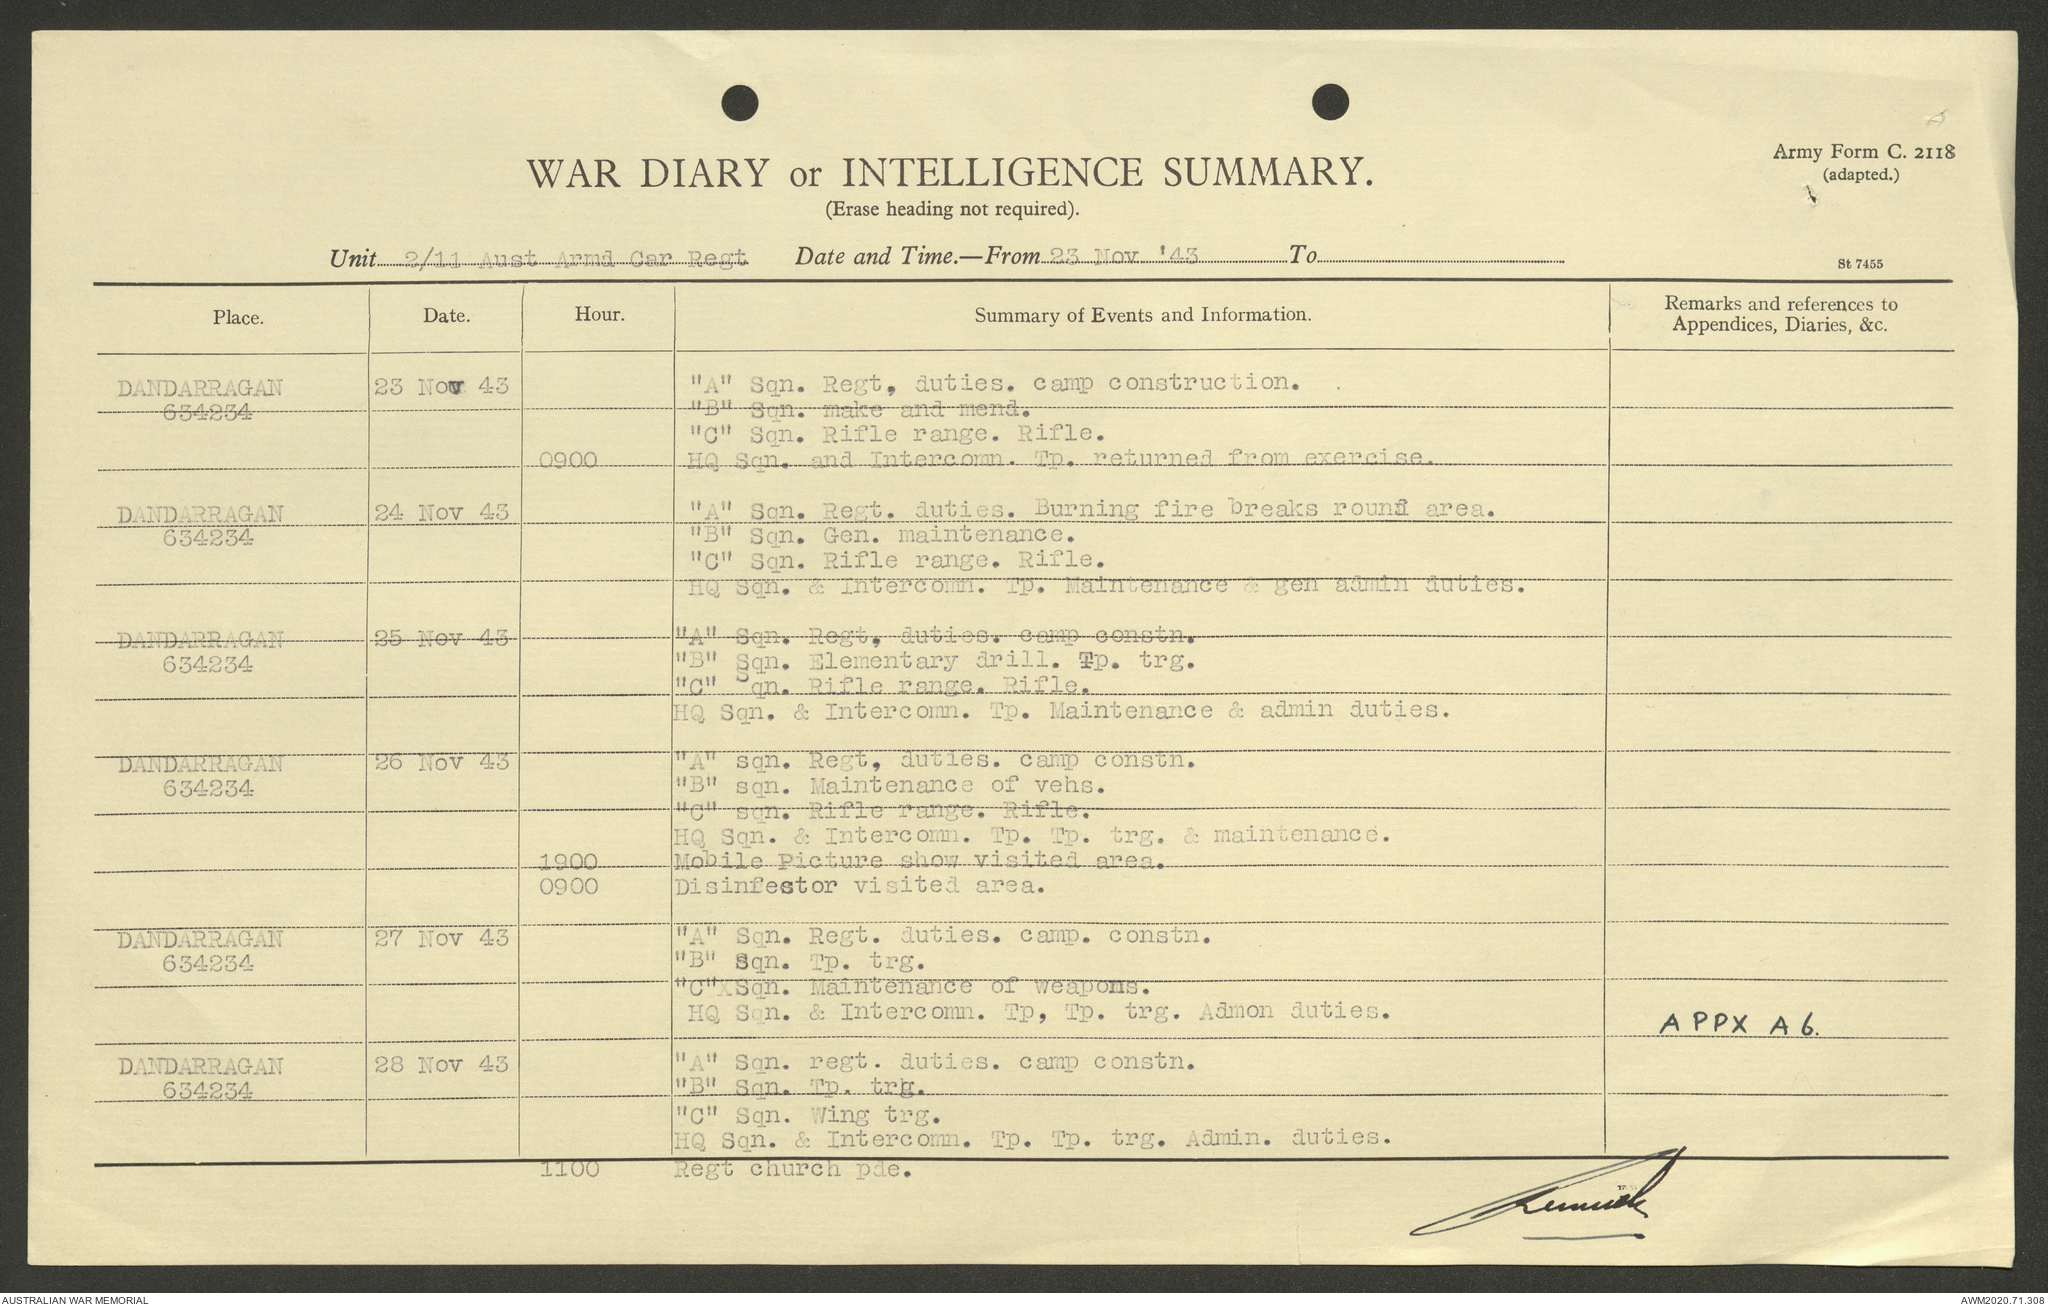 Army Form C. 2118
(adapted.)
WAR DIARY or INTELLIGENCE SUMMARY.
(Erase heading not required).
Unit 2/11 Aust Armd Car Regt Date and Time.—From 23 Nov '43 To
St 7455
Place. Date. Hour. Summary of Events and Information. Remarks and references to
Appendices, Diaries, &c.
DANDARRAGAN 23 Nov 43 "A" Sqn. Regt, duties. camp construction.
634234 "B" Sqn. make and mend.
"C" Sqn. Rifle range. Rifle.
0900 HQ Sqn. and Intercomn. Tp. returned from exercise.
DANDARRAGAN 24 Nov 43 "A" Sqn. Regt. duties. Burning fire breaks round area.
634234 "B" Sqn. Gen. maintenance.
"C" Sqn. Rifle range. Rifle.
HQ Sqn. & Intercomn. Tp. Maintenance & gen admin duties.
DANDARRAGAN 25 Nov 43 "A" Sqn. Regt, duties. camp constn.
634234 "B" Sqn. Elementary drill. Tp. trg.
"C" Sqn. Rifle range. Rifle.
HQ Sqn. & Intercomn. Tp. Maintenance & admin duties.
DANDARRAGAN 26 Nov 43 "A" sqn. Regt, duties. camp constn.
634234 "B" sqn. Maintenance of vehs.
"C" sqn. Rifle range. Rifle.
HQ Sqn. & Intercomn. Tp. Tp. trg. & maintenance.
1900 Mobile Picture show visited area.
0900 Disinfestor visited area.
DANDARRAGAN 27 Nov 43 "A" Sqn. Regt. duties. camp. constn.
634234 "B" Sqn. Tp. trg.
"C"xSqn. Maintenance of weapons.
HQ Sqn. & Intercomn. Tp, Tp. trg. Admon duties.
APPX A6.
DANDARRAGAN 28 Nov 43 "A" Sqn. regt. duties. camp constn.
634234 "B" Sqn. Tp. trg.
"C" Sqn. Wing trg.
HQ Sqn. & Intercomn. Tp. Tp. trg. Admin. duties.
1100 Regt church pde.
AUSTRALIAN WAR MEMORIAL
AWM2020.71.308